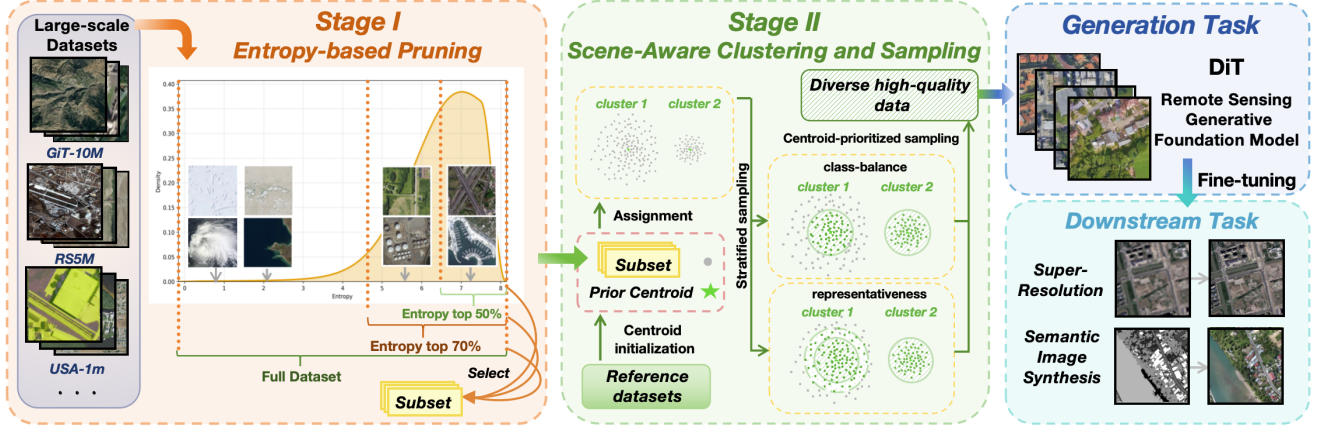 Large-scale
Datasets
GiT-10M
RS5M
USA-1m
. . .
Stage I
Entropy-based Pruning
0.40
0.35
0.30
0.25
0.20
0.15
0.10
0.05
0.00
Density
0
1
2
3
4
5
6
7
8
Entropy
Entropy top 50%
Entropy top 70%
Full Dataset
Select
Subset
Stage II
Scene-Aware Clustering and Sampling
cluster 1
cluster 2
Assignment
Subset
Prior Centroid
Centroid
initialization
Reference
datasets
Stratified sampling
Diverse high-quality
data
Centroid-prioritized sampling
class-balance
cluster 1
cluster 2
representativeness
cluster 1
cluster 2
Generation Task
DiT
Remote Sensing
Generative
Foundation Model
Fine-tuning
Downstream Task
Super-
Resolution
Semantic
Image
Synthesis